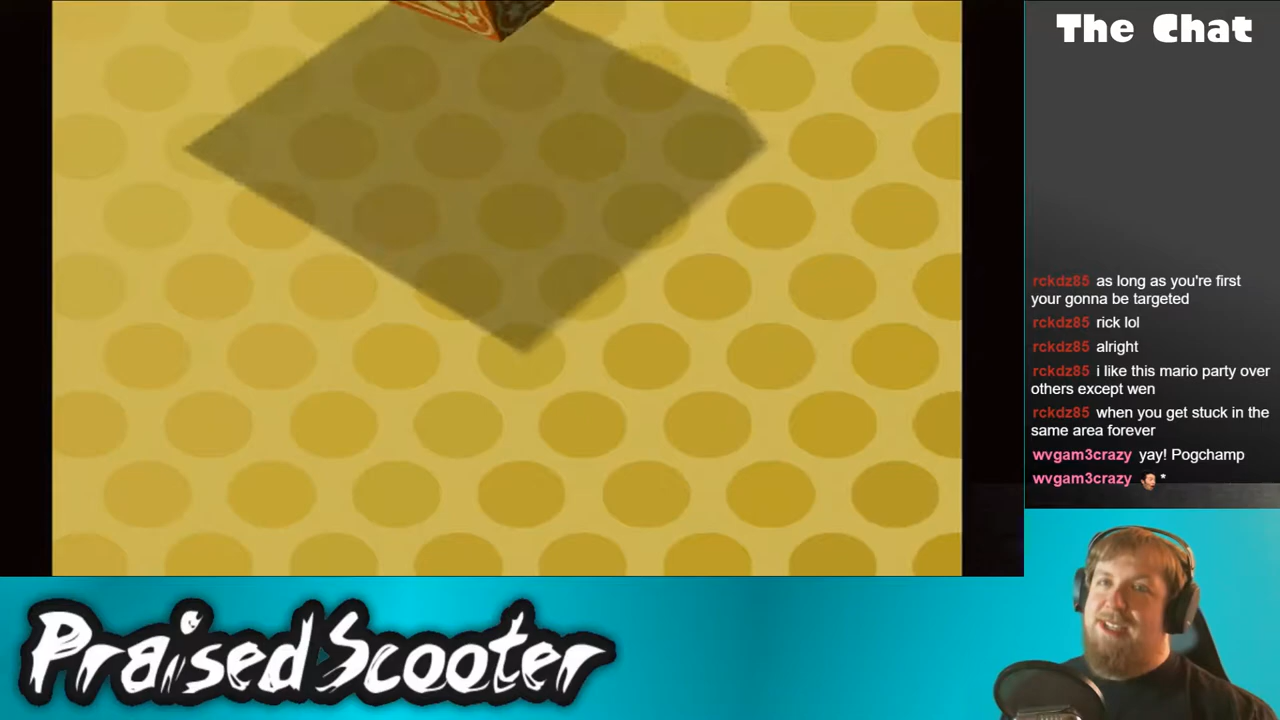 The Chat
rckdz85 as long as you're first
your gonna be targeted
rckdz85 rick lol
rckdz85 alright
rckdz85 i like this mario party over
others except wen
rckdz85 when you get stuck in the
same area forever
wvgam3crazy yay! Pogchamp
wvgam3crazy *
Praised Scooter